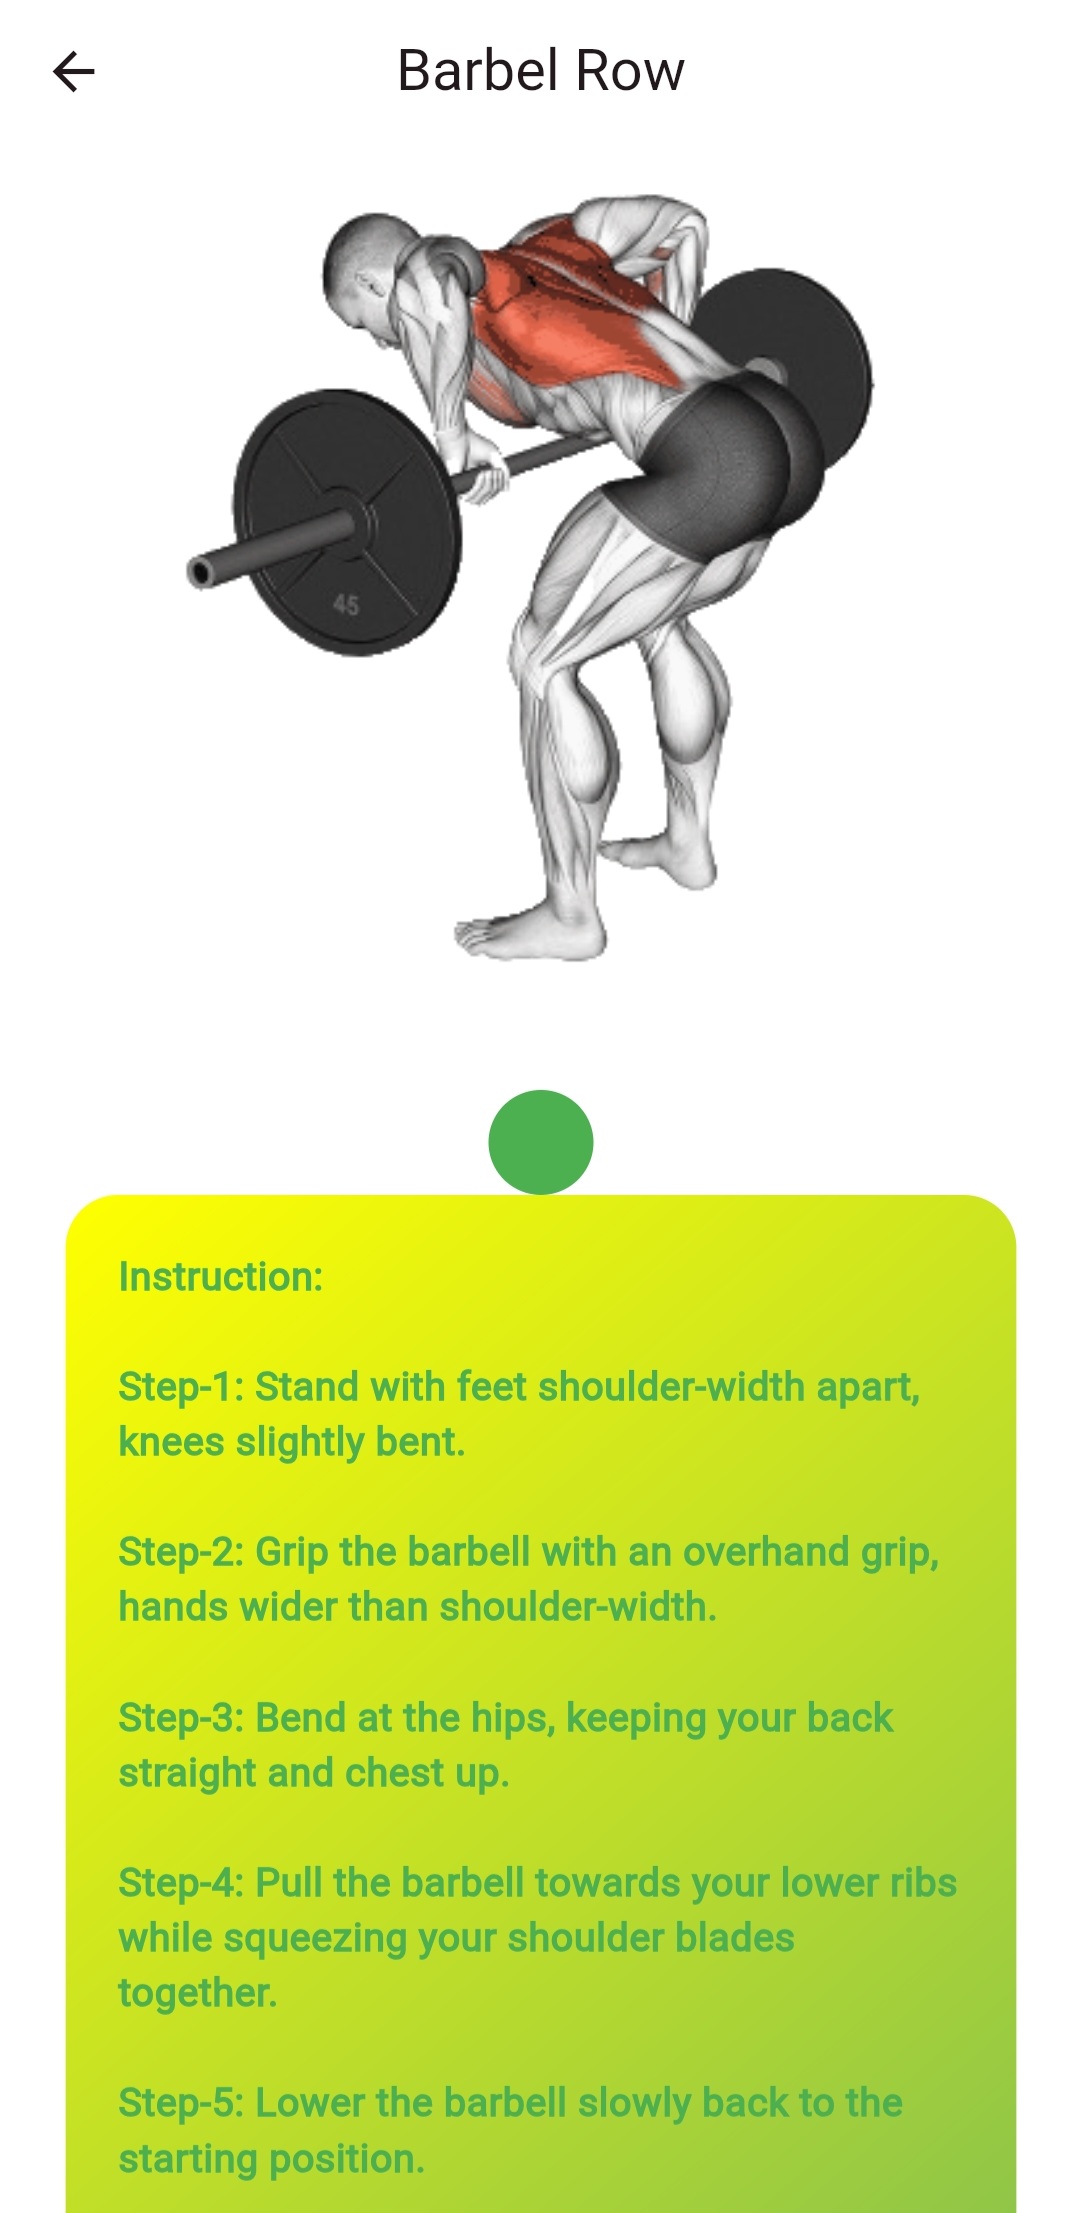 Barbel Row
45
Instruction:
Step-1: Stand with feet shoulder-width apart,
knees slightly bent.
Step-2: Grip the barbell with an overhand grip,
hands wider than shoulder-width.
Step-3: Bend at the hips, keeping your back
straight and chest up.
Step-4: Pull the barbell towards your lower ribs
while squeezing your shoulder blades
together.
Step-5: Lower the barbell slowly back to the
starting position.